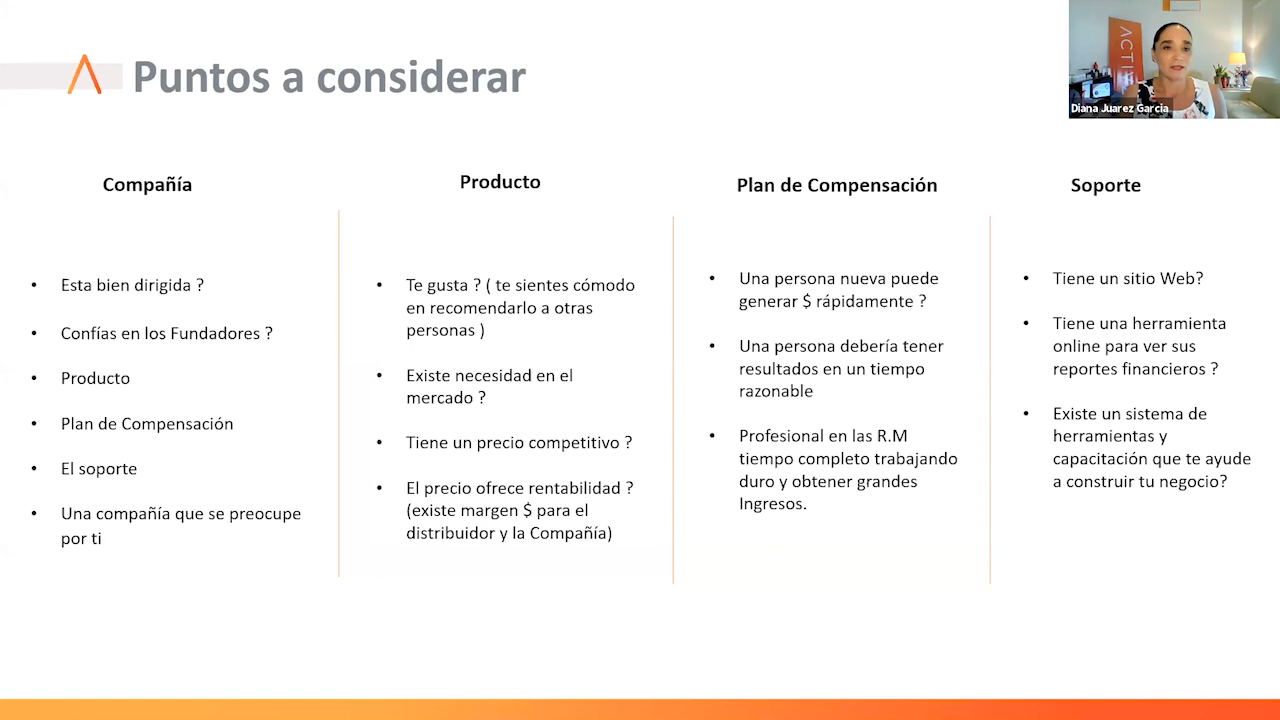 Puntos a considerar
Diana Juarez Garcia
ACTI
Compañía
Esta bien dirigida ?
Confías en los Fundadores ?
Producto
Plan de Compensación
El soporte
Una compañía que se preocupe
por ti
Producto
Te gusta ? ( te sientes cómodo
en recomendarlo a otras
personas )
Existe necesidad en el
mercado ?
Tiene un precio competitivo ?
El precio ofrece rentabilidad ?
(existe margen $ para el
distribuidor y la Compañía)
Plan de Compensación
Una persona nueva puede
generar $ rápidamente ?
Una persona debería tener
resultados en un tiempo
razonable
Profesional en las R.M
tiempo completo trabajando
duro y obtener grandes
Ingresos.
Soporte
Tiene un sitio Web?
Tiene una herramienta
online para ver sus
reportes financieros ?
Existe un sistema de
herramientas y
capacitación que te ayude
a construir tu negocio?